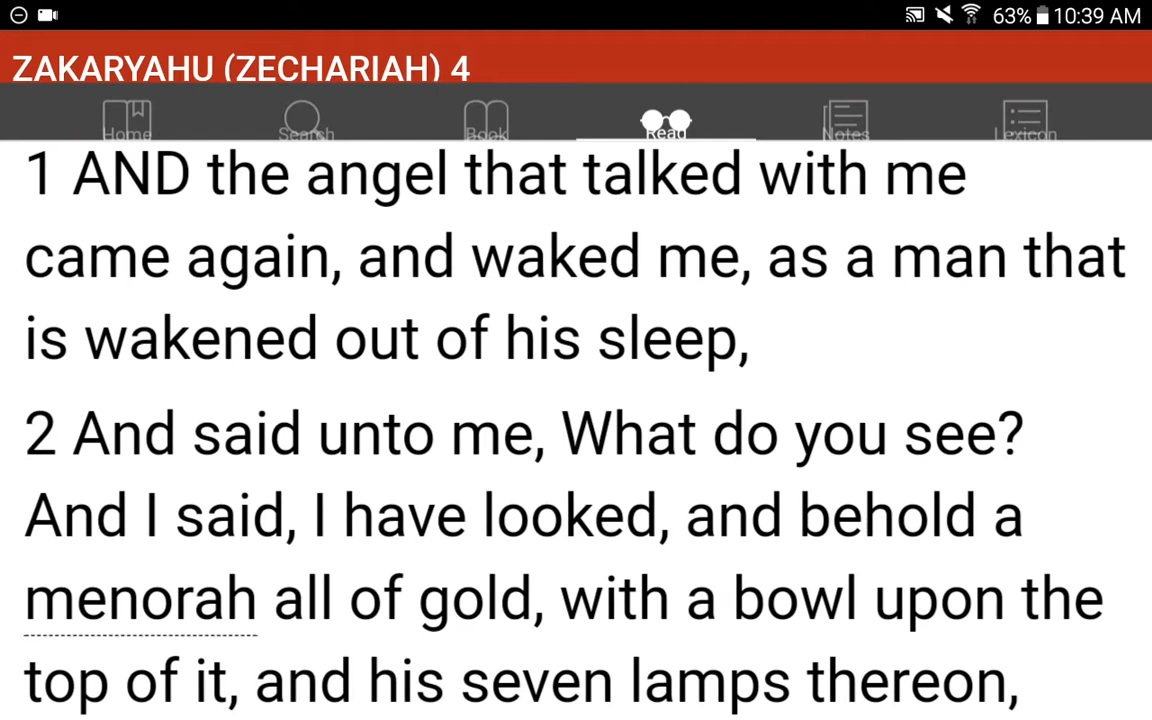 63% 10:39 AM
ZAKARYAHU (ZECHARIAH) 4
Home Search Book Read Notes Lexicon
1 AND the angel that talked with me
came again, and waked me, as a man that
is wakened out of his sleep,
2 And said unto me, What do you see?
And I said, I have looked, and behold a
menorah all of gold, with a bowl upon the
top of it, and his seven lamps thereon,